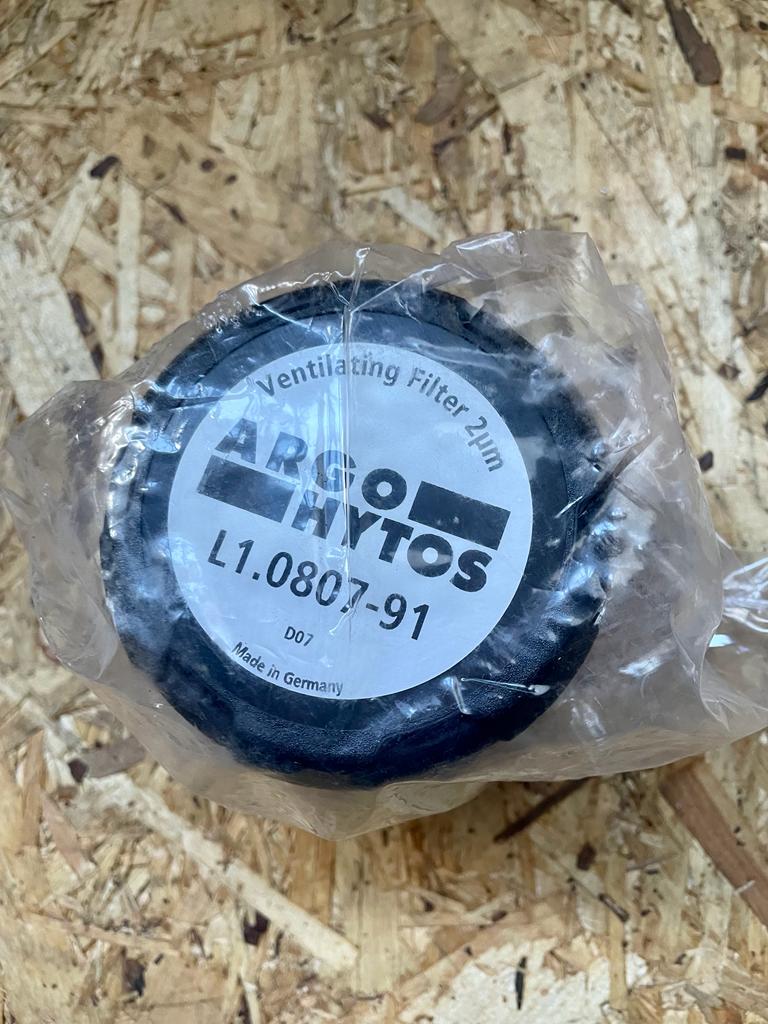 Ventilating Filter 2µm
ARGO
HYTOS
L1.0807-91
D07
Made in Germany